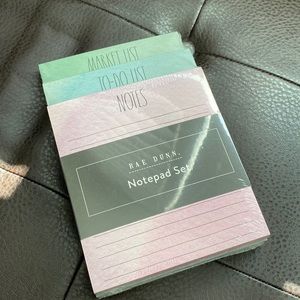 MARKET LIST
TO-DO LIST
NOTES
RAE DUNN
Notepad Set